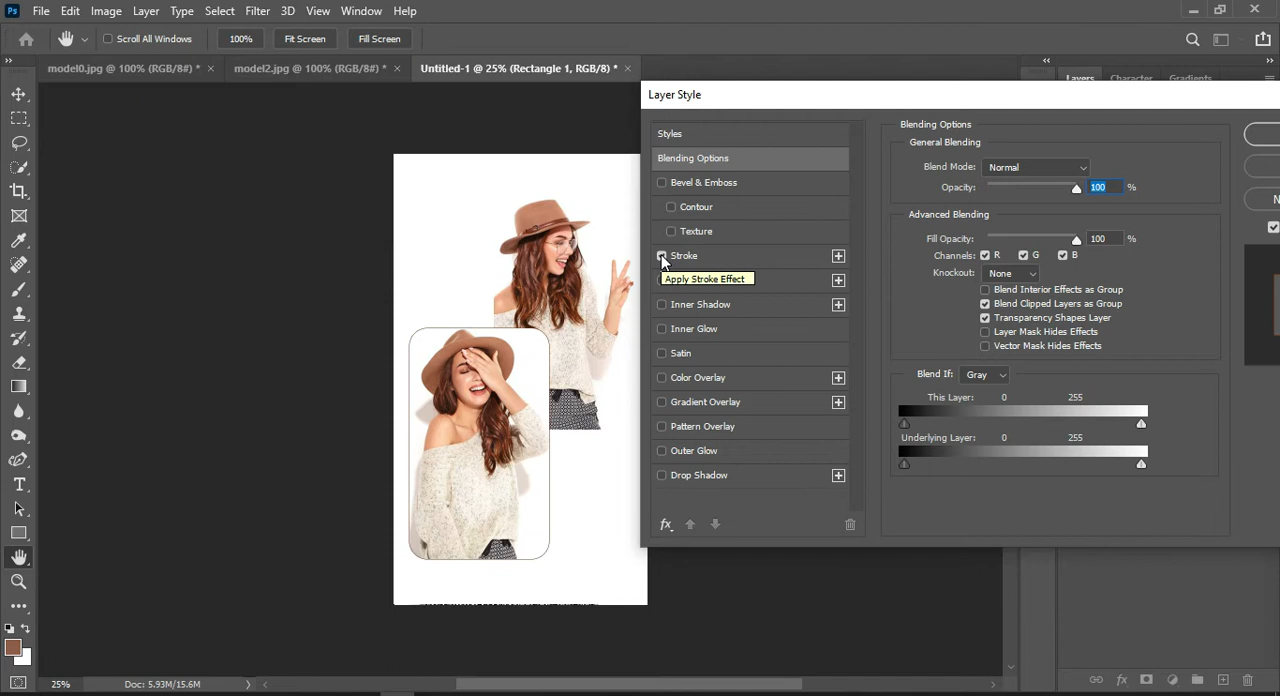 Ps File Edit Image Layer Type Select Filter 3D View Window Help
Scroll All Windows 100% Fit Screen Fill Screen
model0.jpg @ 100% (RGB/8#) * × model2.jpg @ 100% (RGB/8#) * × Untitled-1 @ 25% (Rectangle 1, RGB/8) * ×
Layers Character Gradients
Layer Style
Styles
Blending Options
Bevel & Emboss
Contour
Texture
Stroke
Apply Stroke Effect
Inner Shadow
Inner Glow
Satin
Color Overlay
Gradient Overlay
Pattern Overlay
Outer Glow
Drop Shadow
fx
Blending Options
General Blending
Blend Mode: Normal
Opacity: 100 %
Advanced Blending
Fill Opacity: 100 %
Channels: R G B
Knockout: None
Blend Interior Effects as Group
Blend Clipped Layers as Group
Transparency Shapes Layer
Layer Mask Hides Effects
Vector Mask Hides Effects
Blend If: Gray
This Layer: 0 255
Underlying Layer: 0 255
N
25% Doc: 5.93M/15.6M
fx